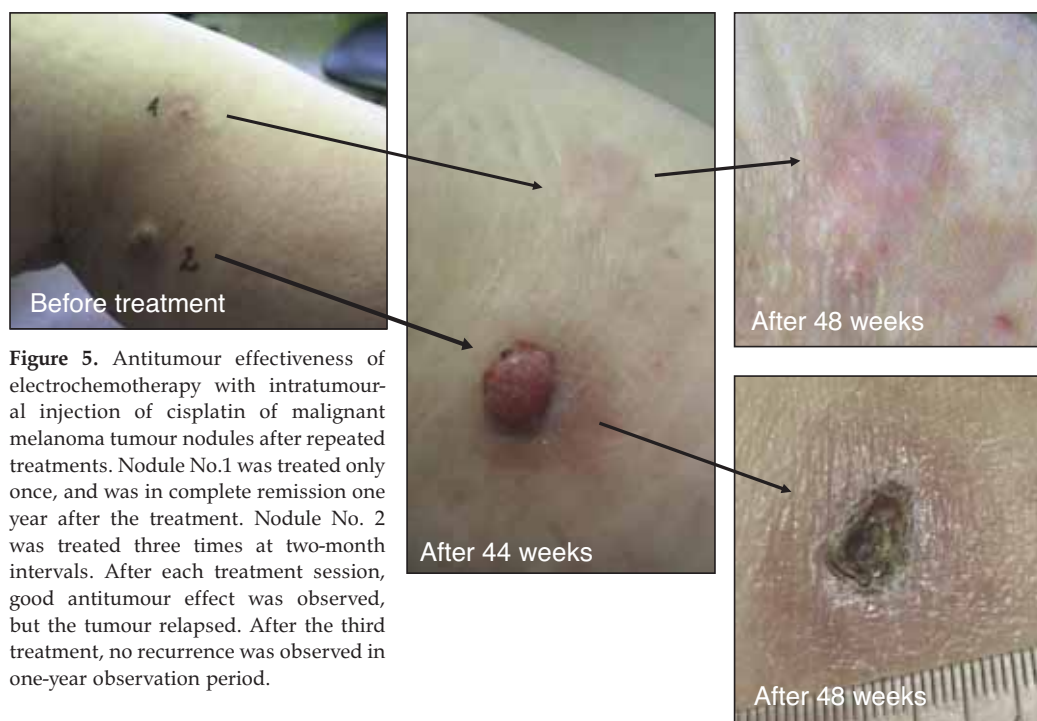 1
2
Before treatment
After 44 weeks
After 48 weeks
After 48 weeks
Figure 5. Antitumour effectiveness of
electrochemotherapy with intratumour-
al injection of cisplatin of malignant
melanoma tumour nodules after repeated
treatments. Nodule No.1 was treated only
once, and was in complete remission one
year after the treatment. Nodule No. 2
was treated three times at two-month
intervals. After each treatment session,
good antitumour effect was observed,
but the tumour relapsed. After the third
treatment, no recurrence was observed in
one-year observation period.